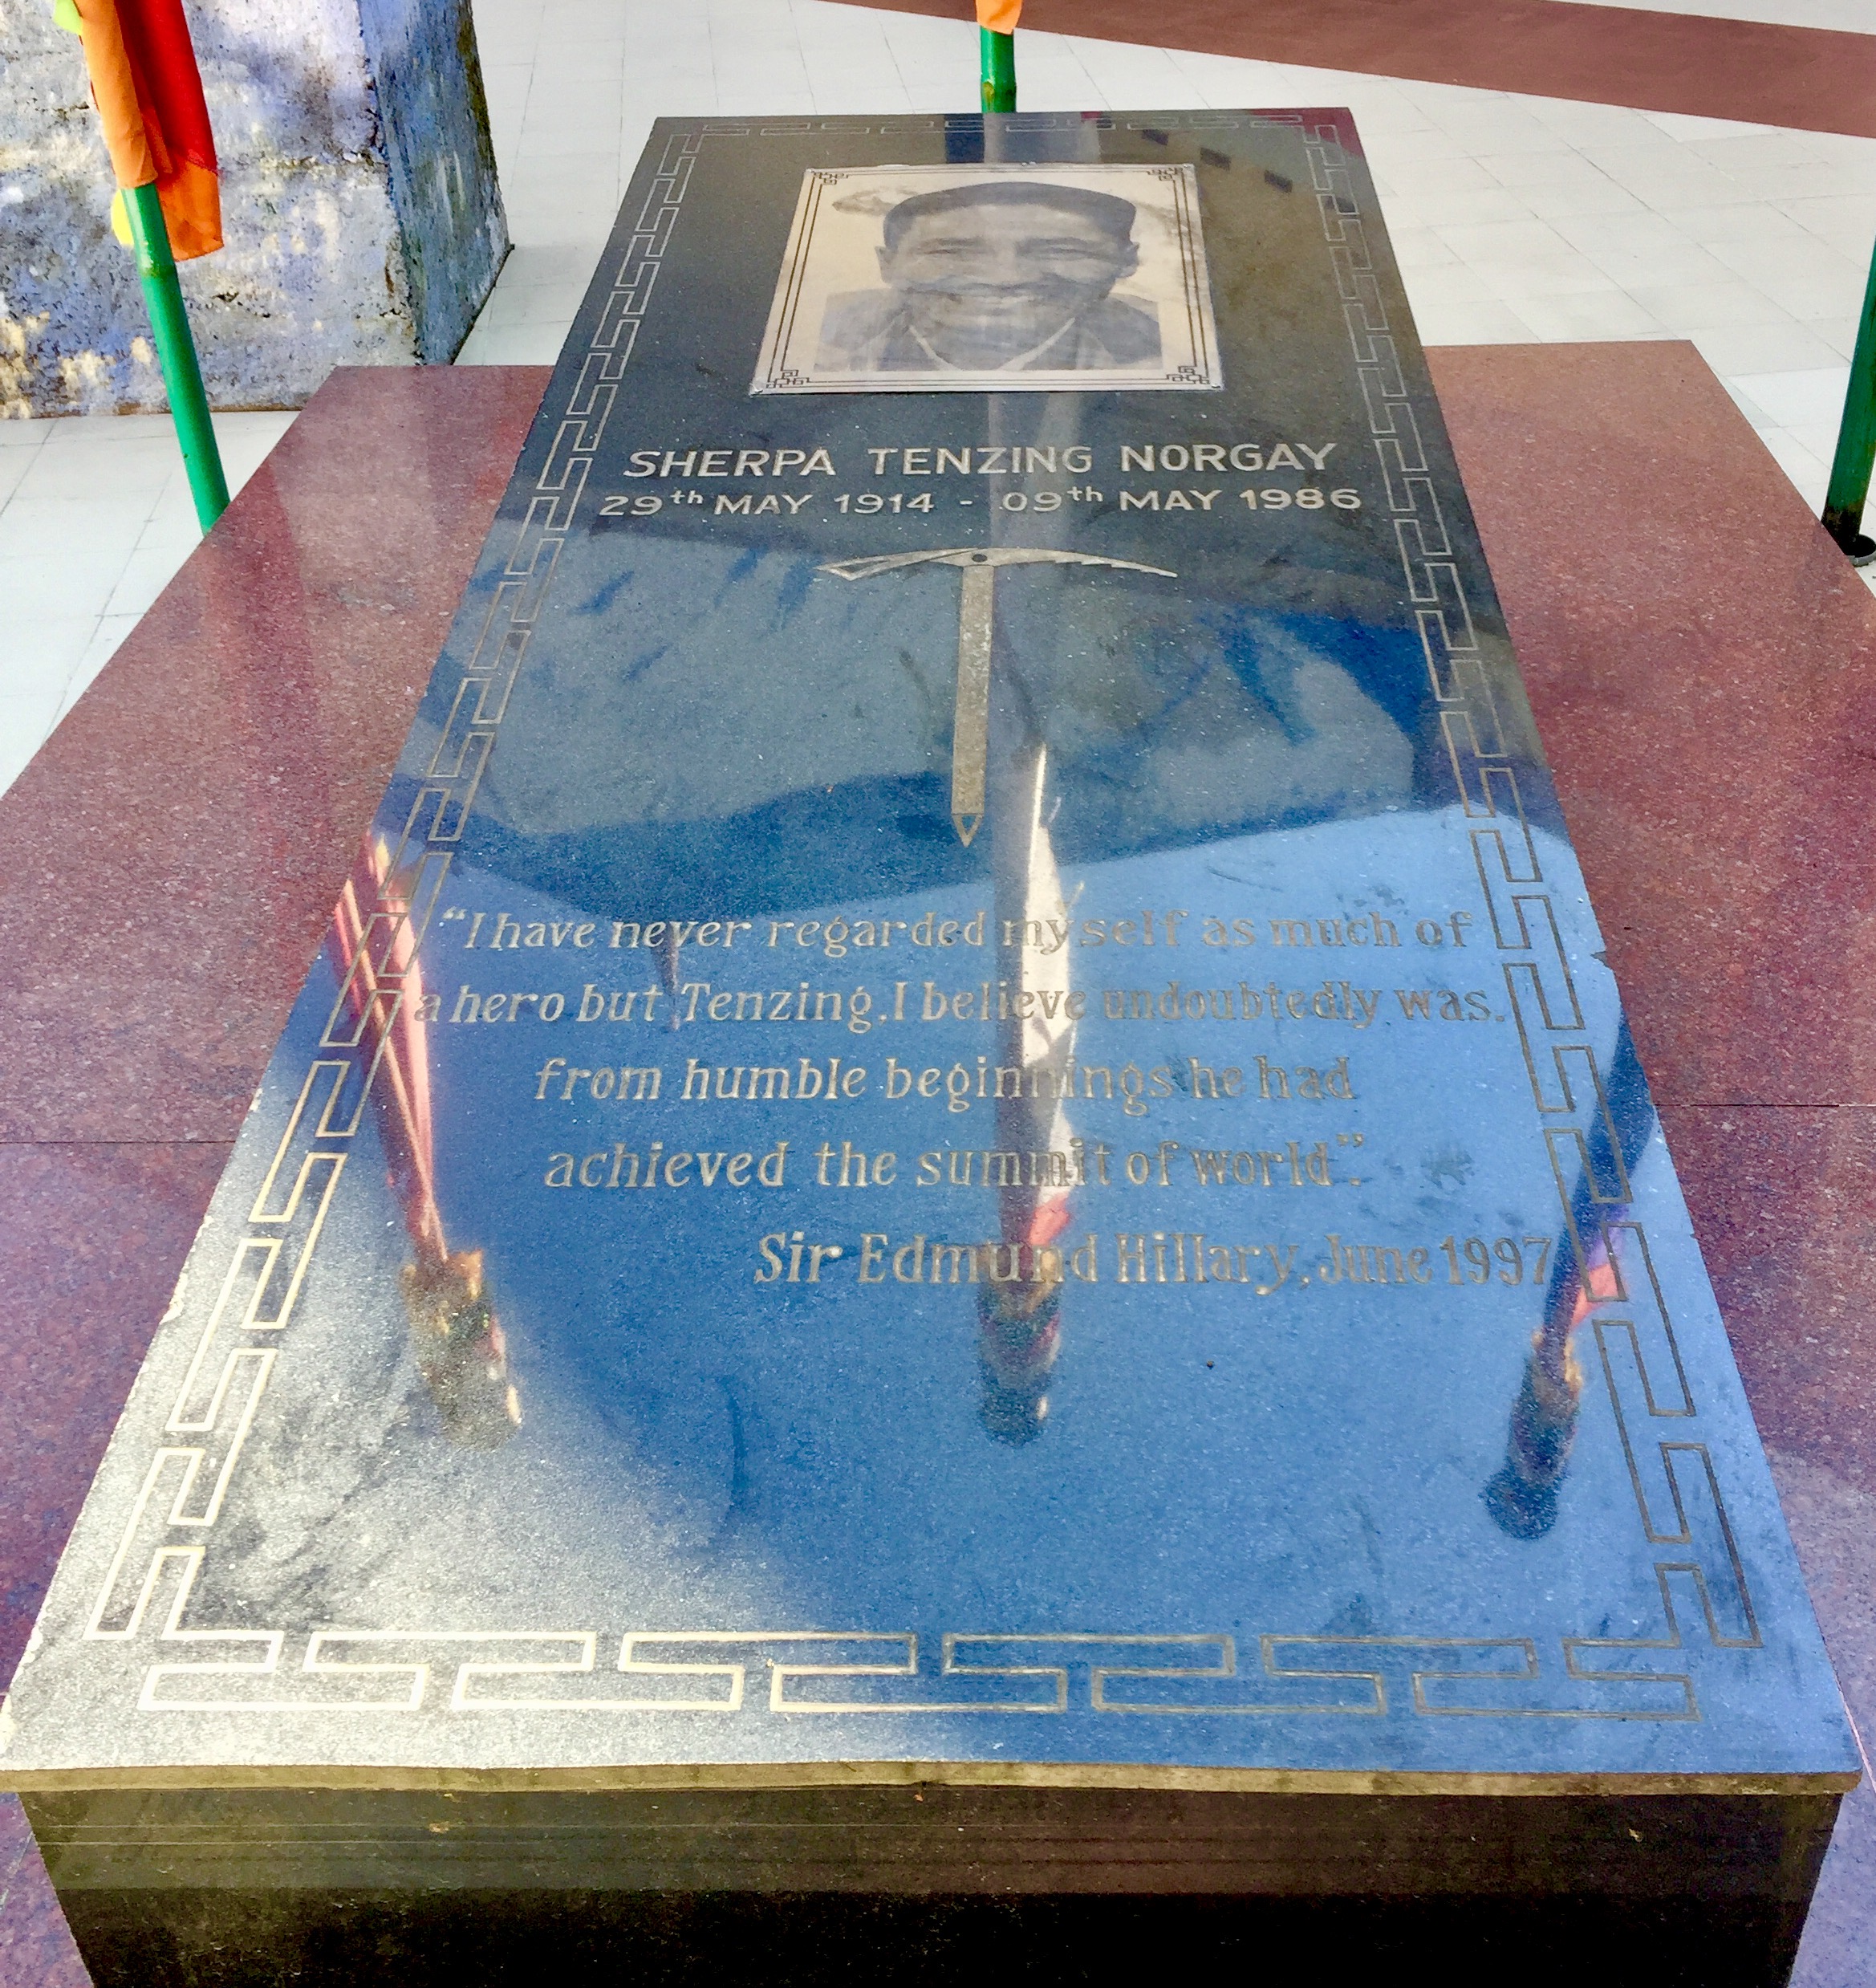 SHERPA TENZING NORGAY
29th MAY 1914 - 09th MAY 1986
“I have never regarded myself as much of
a hero but Tenzing, I believe undoubtedly was.
from humble beginnings he had
achieved the summit of world”.
Sir Edmund Hillary, June 1997